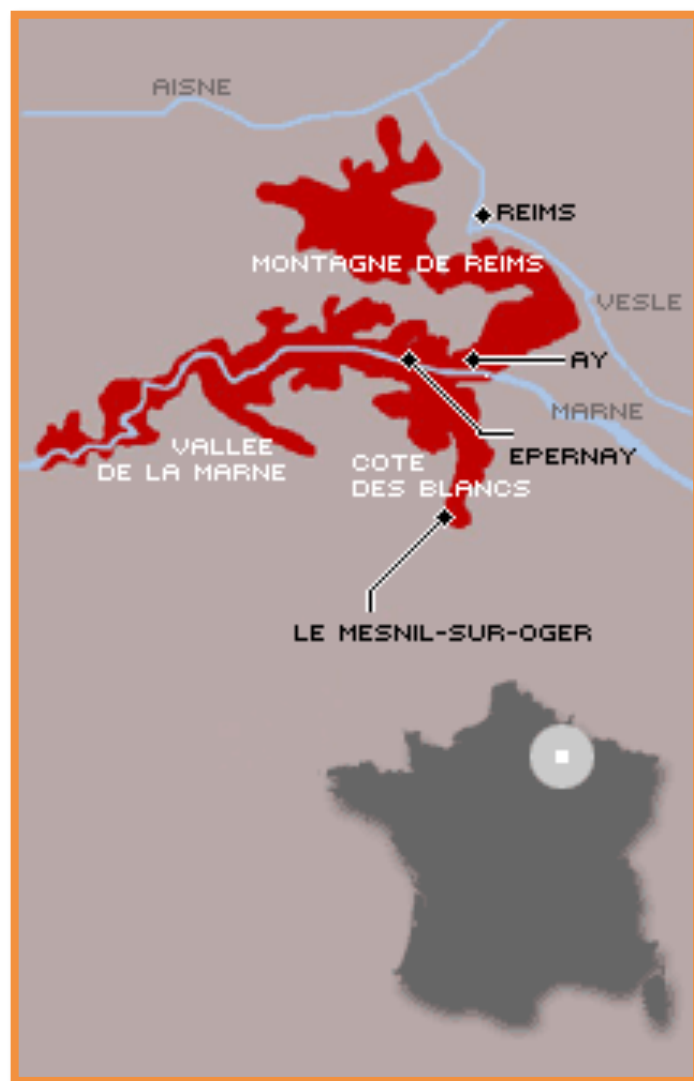 AISNE
REIMS
MONTAGNE DE REIMS
VESLE
AY
MARNE
VALLEE
DE LA MARNE
EPERNAY
COTE
DES BLANCS
LE MESNIL-SUR-OGER